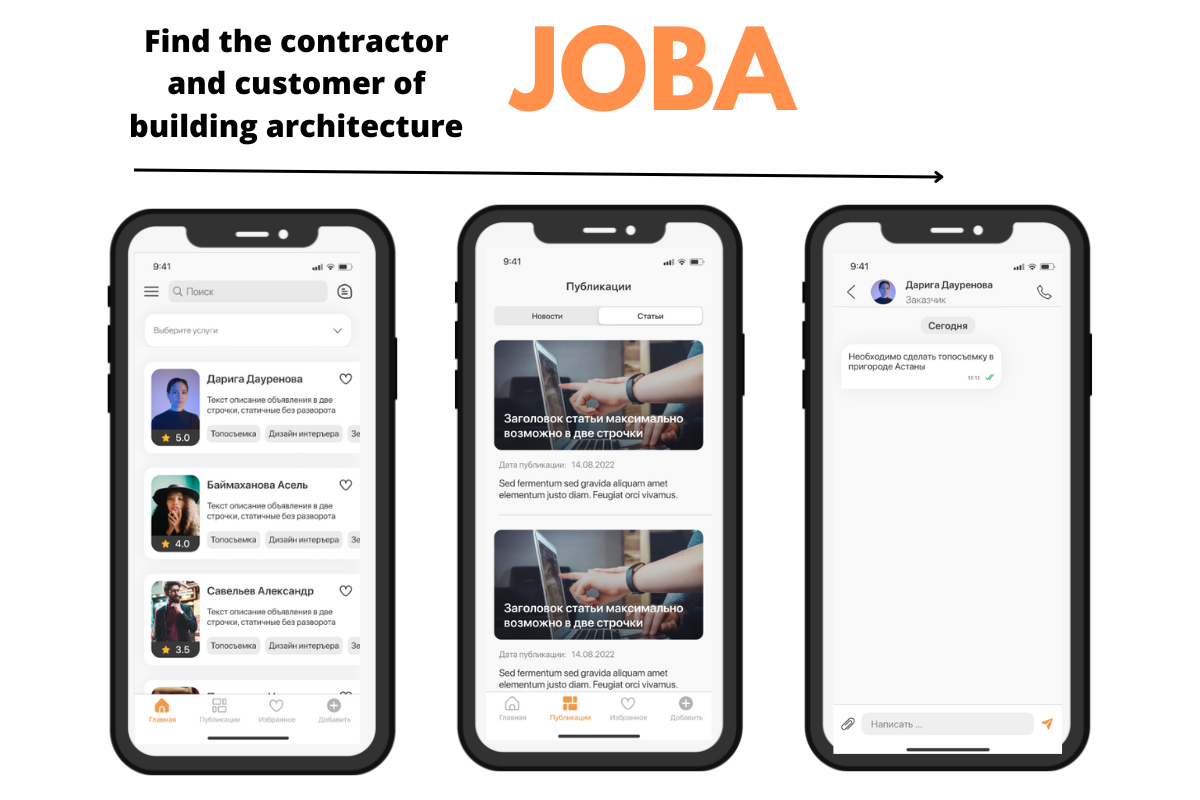 Find the contractor
and customer of
building architecture
JOBA
9:41
Поиск
Выберите услуги
Дарига Дауренова
Текст описание объявления в две
строчки, статичные без разворота
5.0
Топосъемка Дизайн интерьера Зе
Баймаханова Асель
Текст описание объявления в две
строчки, статичные без разворота
4.0
Топосъемка Дизайн интерьера Зе
Савельев Александр
Текст описание объявления в две
строчки, статичные без разворота
3.5
Топосъемка Дизайн интерьера Зе
Главная Публикации Избранное Добавить
9:41
Публикации
Новости Статьи
Заголовок статьи максимально
возможно в две строчки
Дата публикации: 14.08.2022
Sed fermentum sed gravida aliquam amet
elementum justo diam. Feugiat orci vivamus.
Заголовок статьи максимально
возможно в две строчки
Дата публикации: 14.08.2022
Sed fermentum sed gravida aliquam amet
elementum justo diam. Feugiat orci vivamus.
Главная Публикации Избранное Добавить
9:41
Дарига Дауренова
Заказчик
Сегодня
Необходимо сделать топосъемку в
пригороде Астаны
11:11
Написать ...